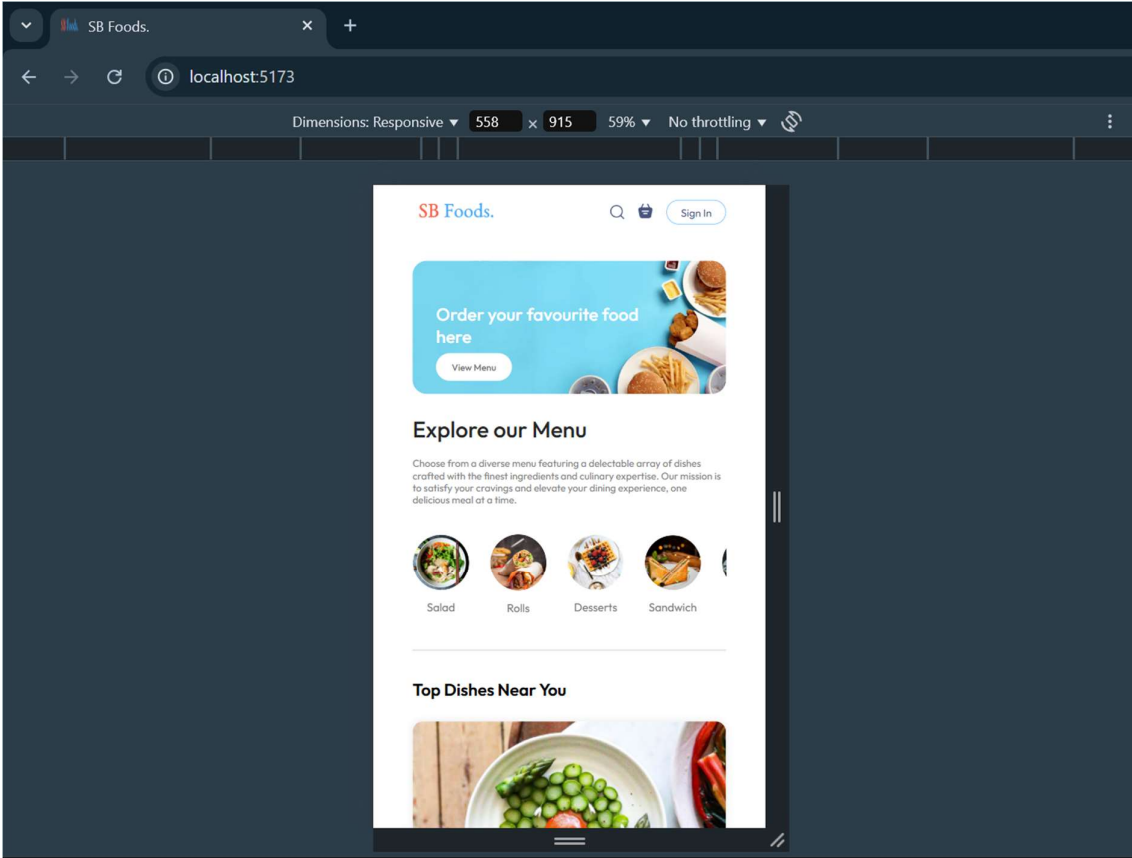 SB Foods.
localhost:5173
Dimensions: Responsive 558 × 915 59% No throttling
SB Foods. Sign In
Order your favourite food
here
View Menu
Explore our Menu
Choose from a diverse menu featuring a delectable array of dishes
crafted with the finest ingredients and culinary expertise. Our mission is
to satisfy your cravings and elevate your dining experience, one
delicious meal at a time.
Salad Rolls Desserts Sandwich
Top Dishes Near You